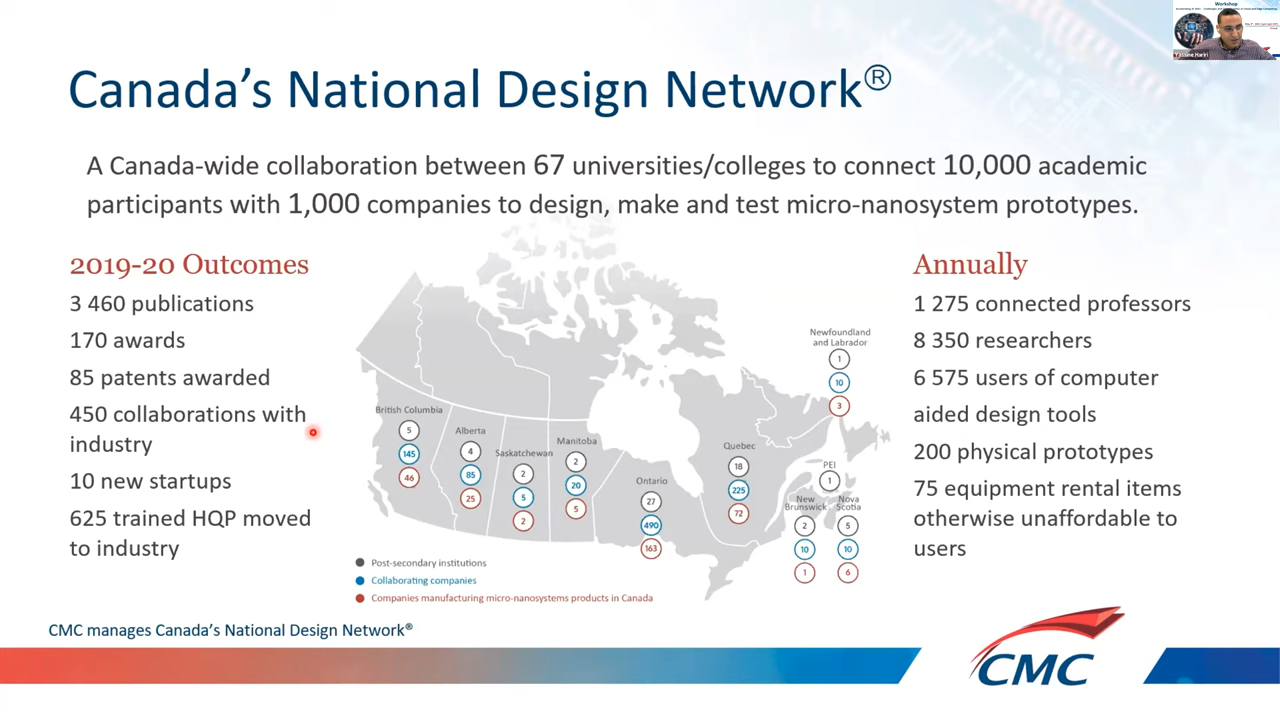 Workshop
Yassine Hariri
Canada's National Design Network®
A Canada-wide collaboration between 67 universities/colleges to connect 10,000 academic
participants with 1,000 companies to design, make and test micro-nanosystem prototypes.
2019-20 Outcomes
3 460 publications
170 awards
85 patents awarded
450 collaborations with
industry
10 new startups
625 trained HQP moved
to industry
British Columbia
5
145
46
Alberta
4
85
25
Saskatchewan
2
5
2
Manitoba
2
20
5
Ontario
27
490
163
Quebec
18
225
72
Newfoundland
and Labrador
1
10
3
PEI
1
New
Brunswick
2
10
1
Nova
Scotia
5
10
6
Post-secondary institutions
Collaborating companies
Companies manufacturing micro-nanosystems products in Canada
Annually
1 275 connected professors
8 350 researchers
6 575 users of computer
aided design tools
200 physical prototypes
75 equipment rental items
otherwise unaffordable to
users
CMC manages Canada's National Design Network®
CMC